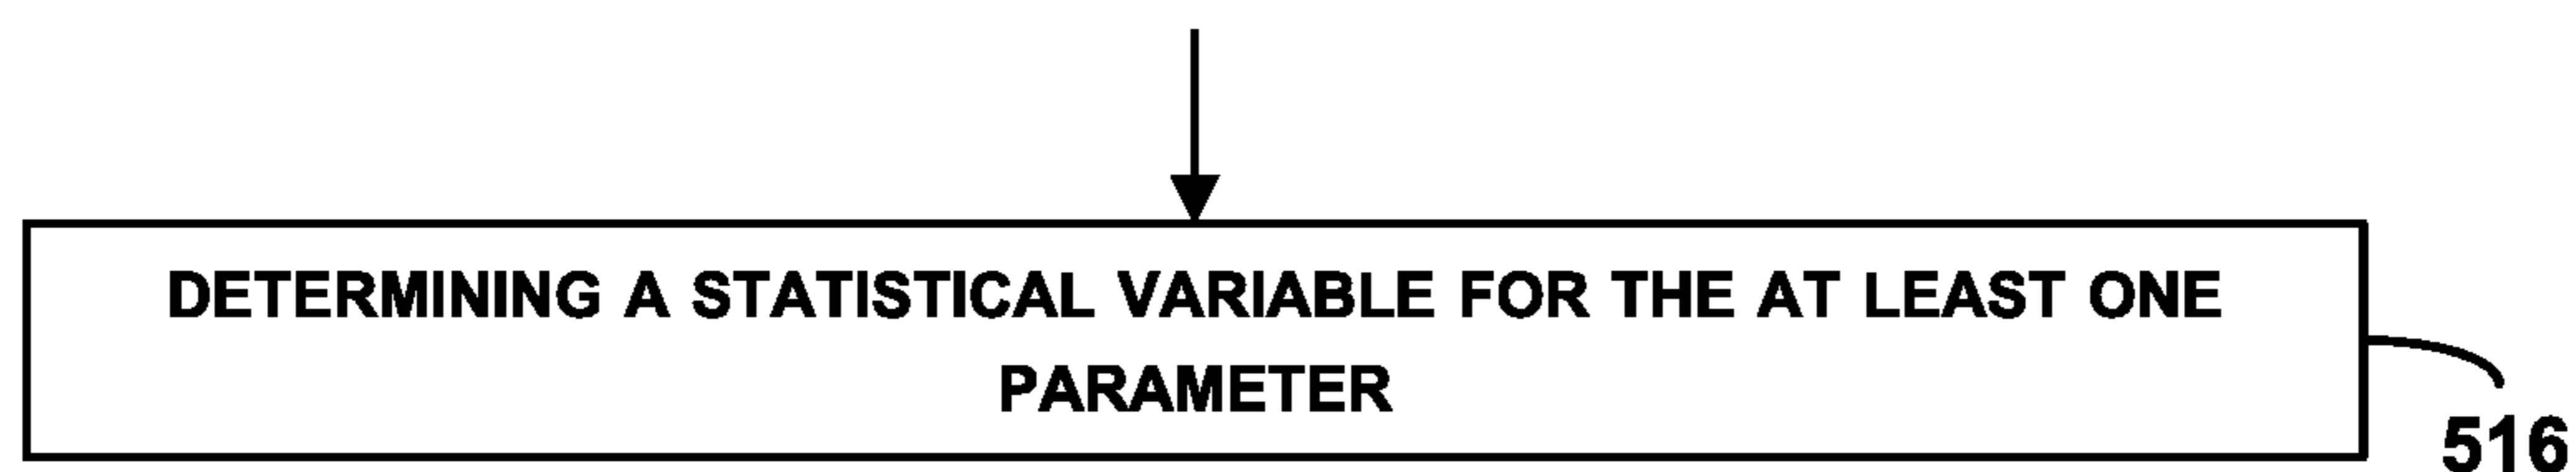 DETERMINING A STATISTICAL VARIABLE FOR THE AT LEAST ONE
PARAMETER
516